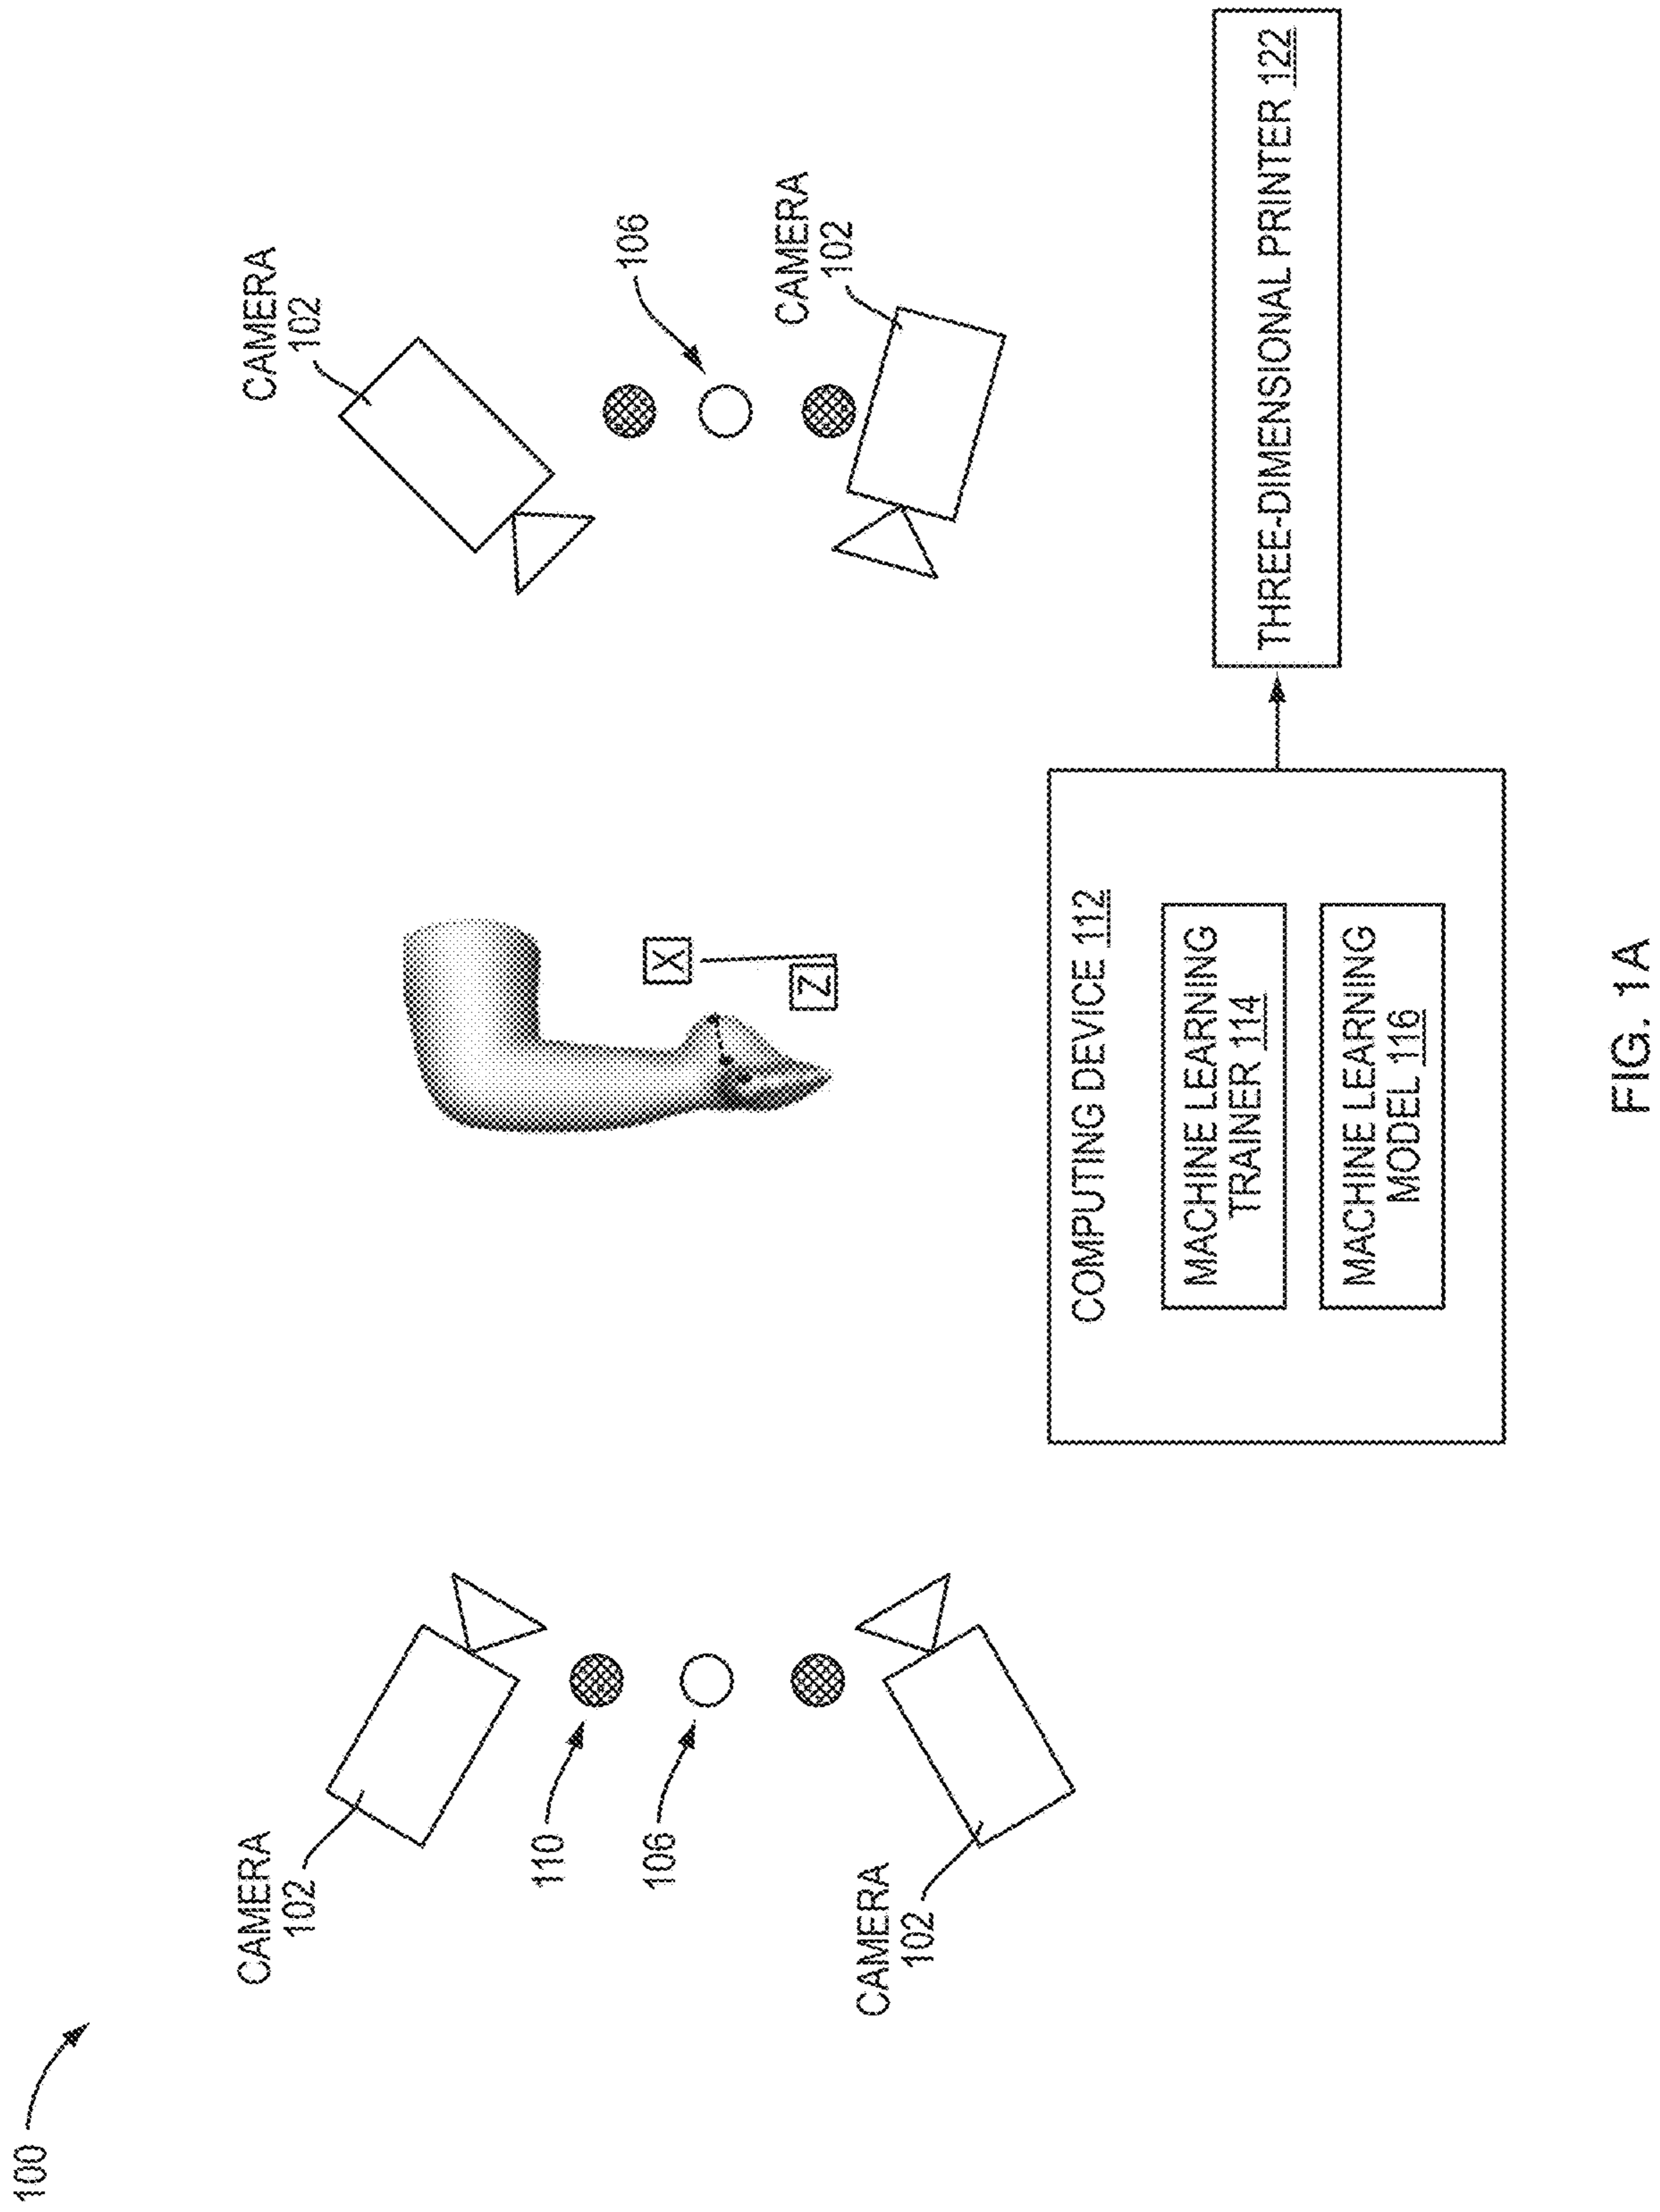 100
CAMERA
102
CAMERA
102
110
106
106
CAMERA
102
CAMERA
102
X
Z
COMPUTING DEVICE 112
MACHINE LEARNING
TRAINER 114
MACHINE LEARNING
MODEL 116
THREE-DIMENSIONAL PRINTER 122
FIG. 1A